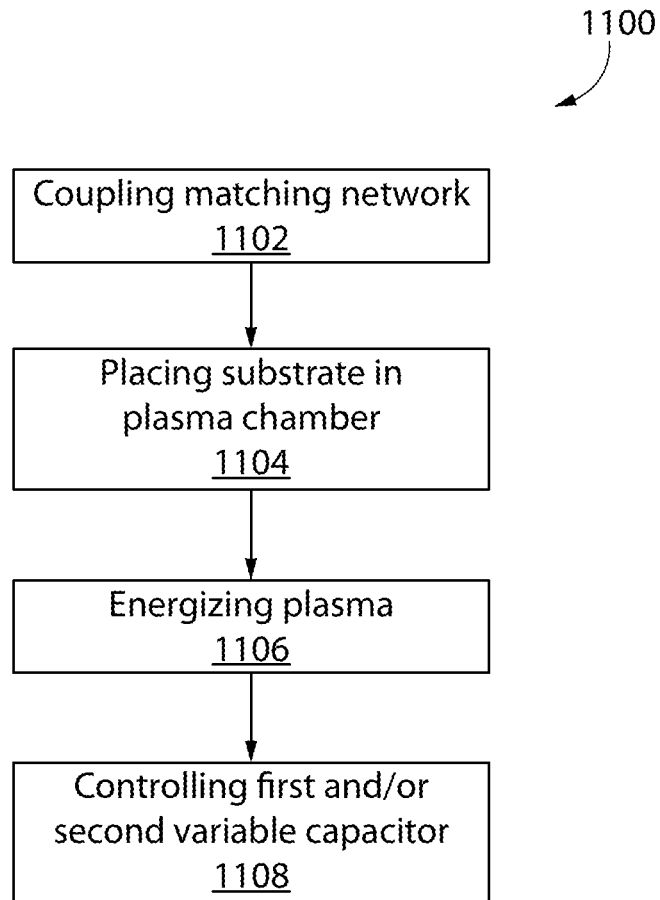 1100
Coupling matching network
1102
Placing substrate in
plasma chamber
1104
Energizing plasma
1106
Controlling first and/or
second variable capacitor
1108